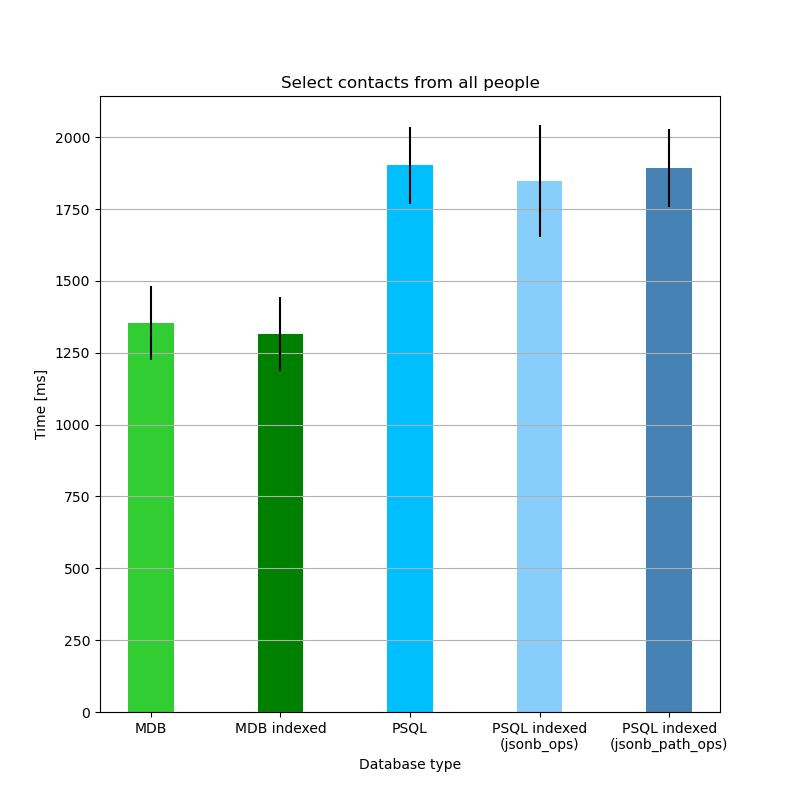 Select contacts from all people
Time [ms]
2000
1750
1500
1250
1000
750
500
250
0
MDB
MDB indexed
PSQL
PSQL indexed
(jsonb_ops)
PSQL indexed
(jsonb_path_ops)
Database type